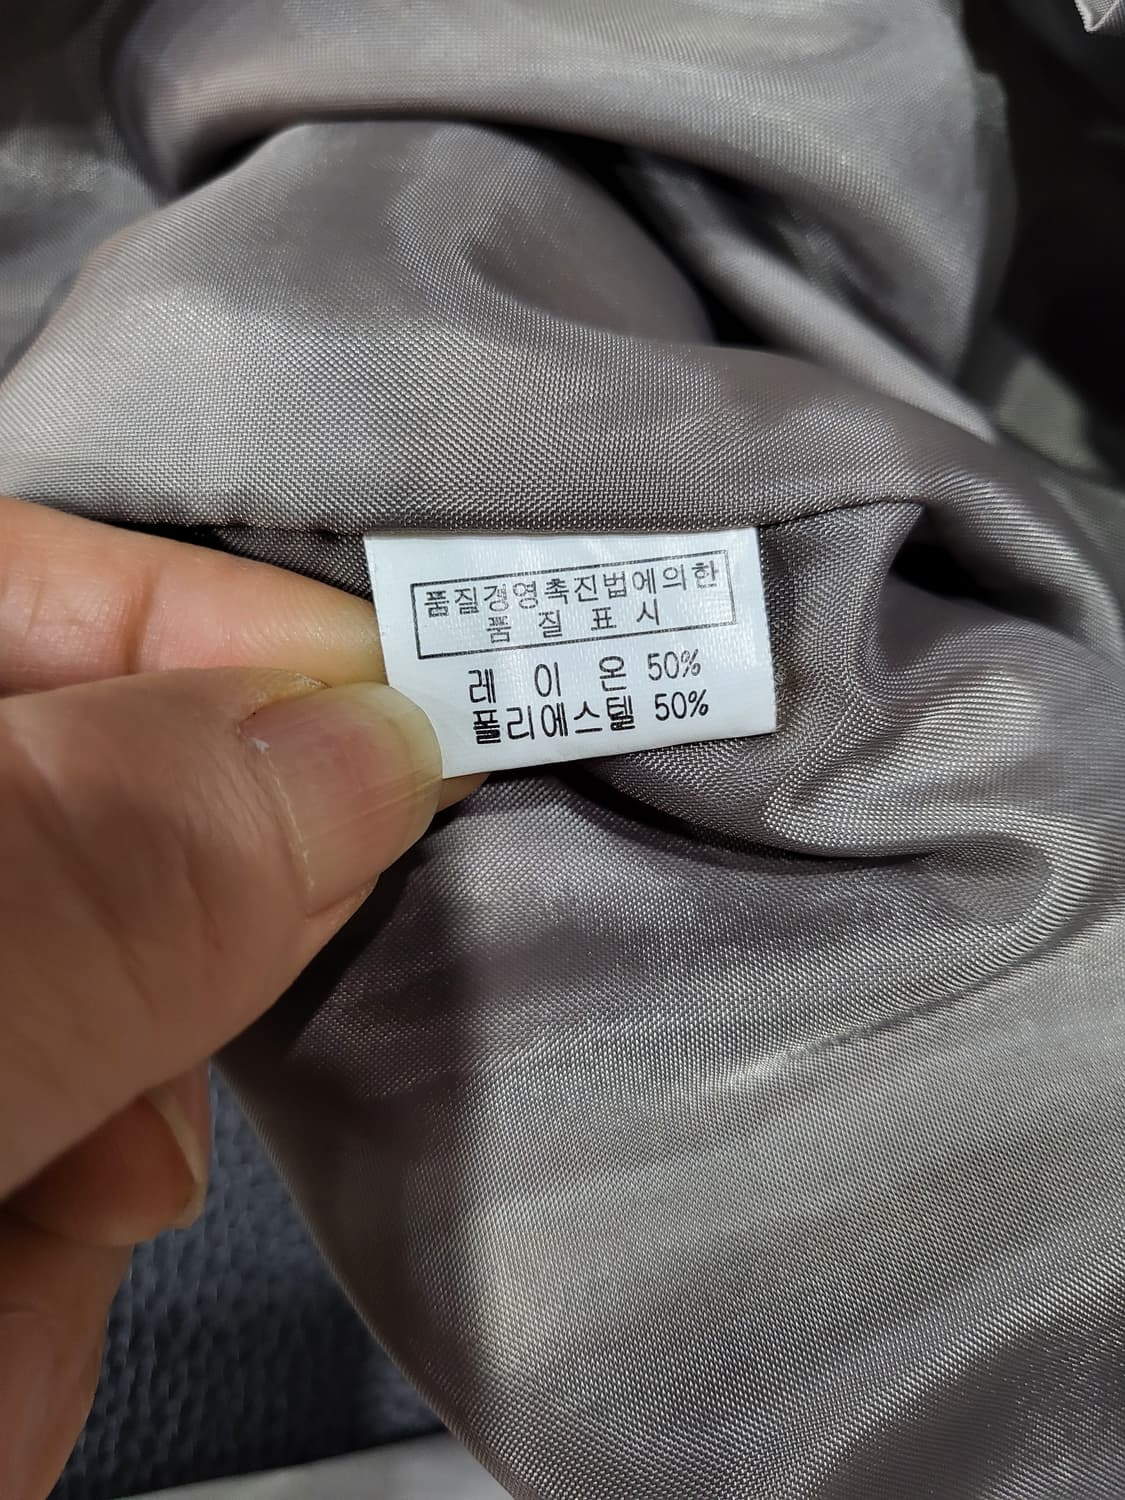 품질경영촉진법에의한
품 질 표 시
레 이 온 50%
폴리에스텔 50%